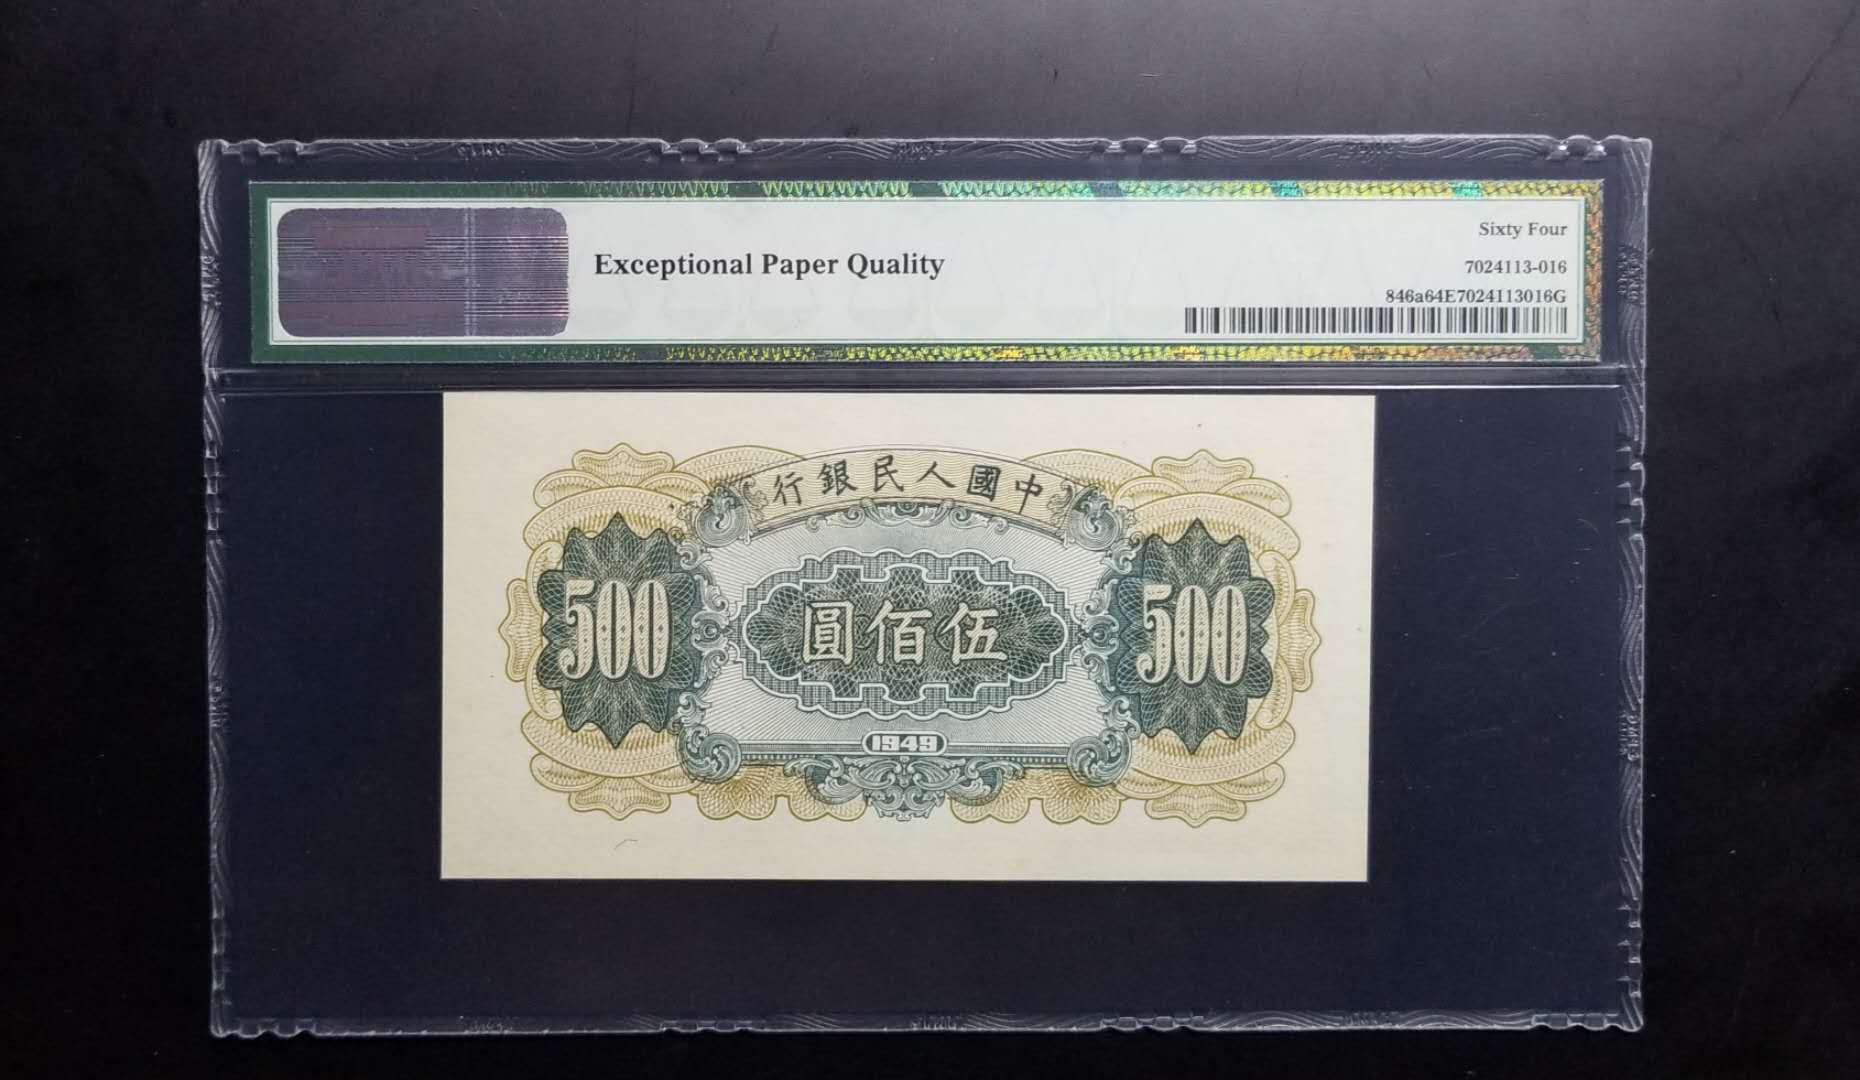 Exceptional Paper Quality
Sixty Four
7024113-016
846a64E7024113016G
行銀民人國中
500
圓佰伍
500
1949